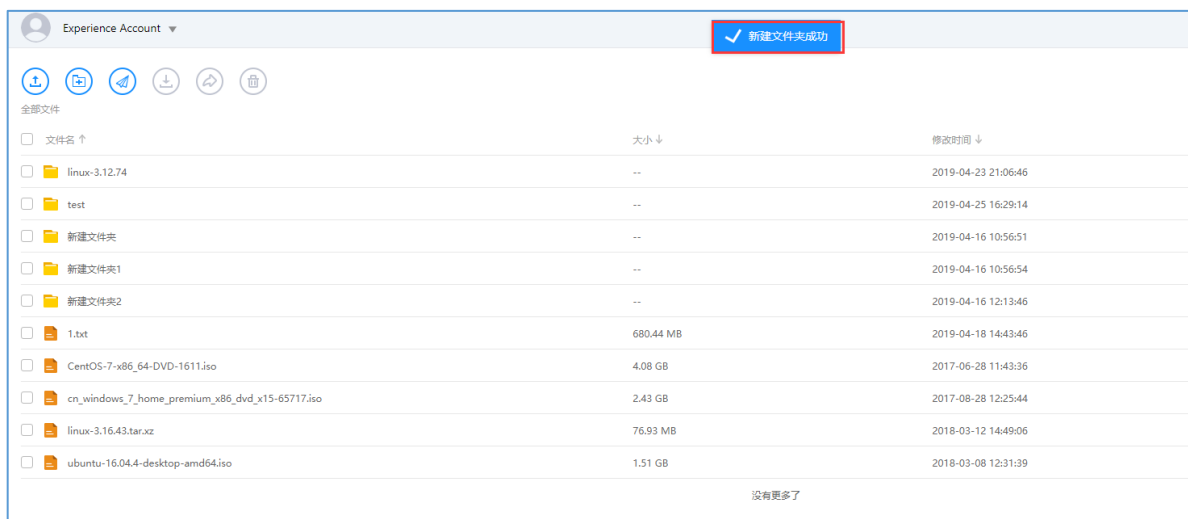 Experience Account
新建文件夹成功
全部文件
文件名 大小 修改时间
linux-3.12.74 -- 2019-04-23 21:06:46
test -- 2019-04-25 16:29:14
新建文件夹 -- 2019-04-16 10:56:51
新建文件夹1 -- 2019-04-16 10:56:54
新建文件夹2 -- 2019-04-16 12:13:46
1.txt 680.44 MB 2019-04-18 14:43:46
CentOS-7-x86_64-DVD-1611.iso 4.08 GB 2017-06-28 11:43:36
cn_windows_7_home_premium_x86_dvd_x15-65717.iso 2.43 GB 2017-08-28 12:25:44
linux-3.16.43.tar.xz 76.93 MB 2018-03-12 14:49:06
ubuntu-16.04.4-desktop-amd64.iso 1.51 GB 2018-03-08 12:31:39
没有更多了